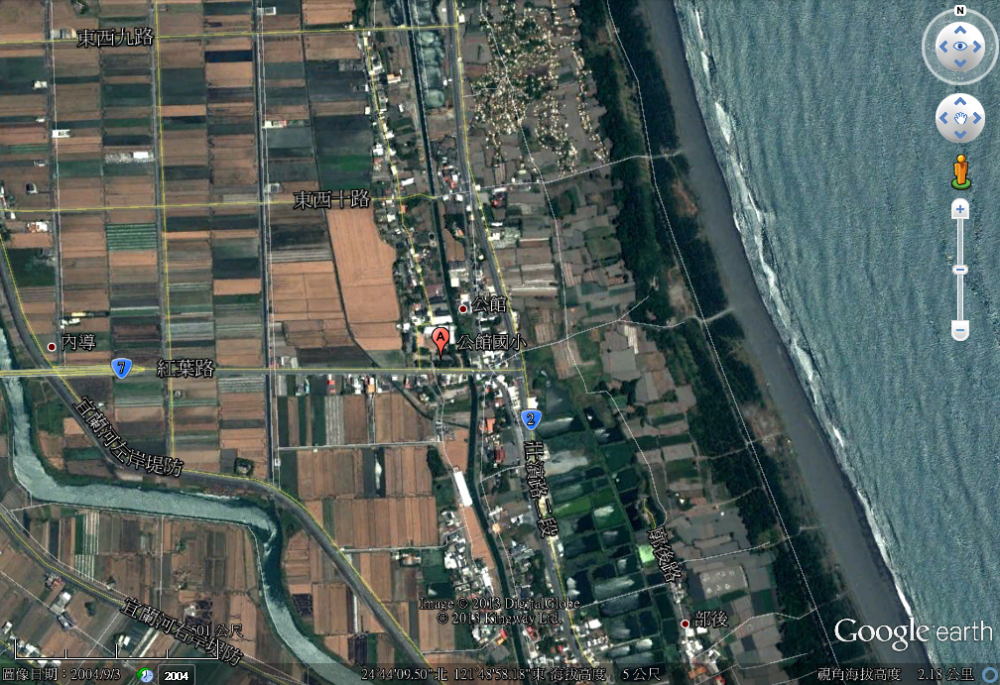 N
東西九路
東西十路
公館
A
公館國小
內導
7
紅葉路
2
宜蘭河左岸堤防
壯濱路一段
廍後路
Image © 2013 DigitalGlobe
© 2013 Kingway Ltd.
宜蘭河右岸堤防
501 公尺
部後
Google earth
圖像日期：2004/9/3
2004
24°44'09.50"北 121°48'58.18"東 海拔高度 5 公尺
視角海拔高度 2.18 公里